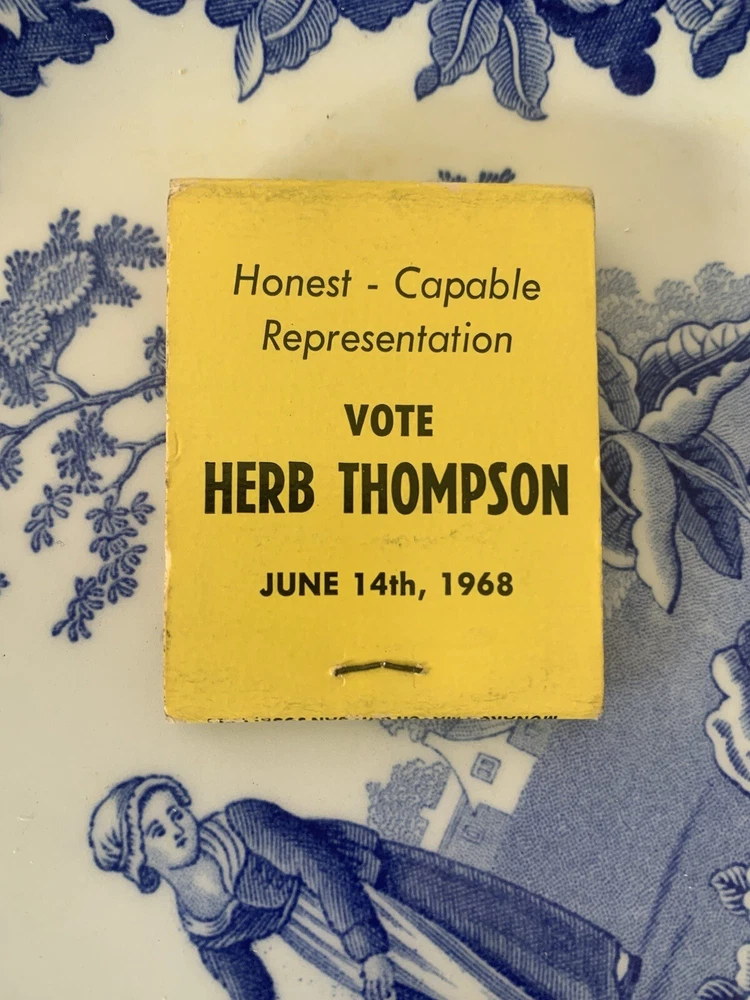 Honest - Capable
Representation
VOTE
HERB THOMPSON
JUNE 14th, 1968